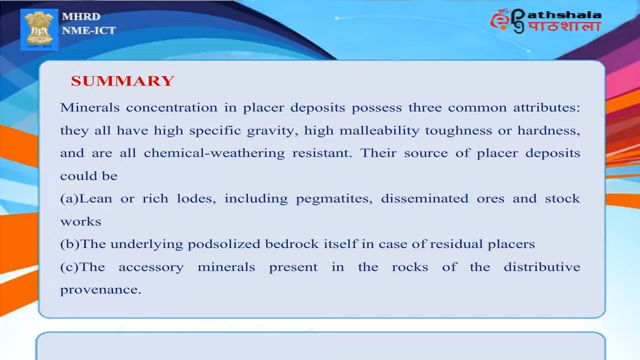 MHRD
NME-ICT
Pathshala
पाठशाला
SUMMARY
Minerals concentration in placer deposits possess three common attributes:
they all have high specific gravity, high malleability toughness or hardness,
and are all chemical-weathering resistant. Their source of placer deposits
could be
(a)Lean or rich lodes, including pegmatites, disseminated ores and stock
works
(b)The underlying podsolized bedrock itself in case of residual placers
(c)The accessory minerals present in the rocks of the distributive
provenance.